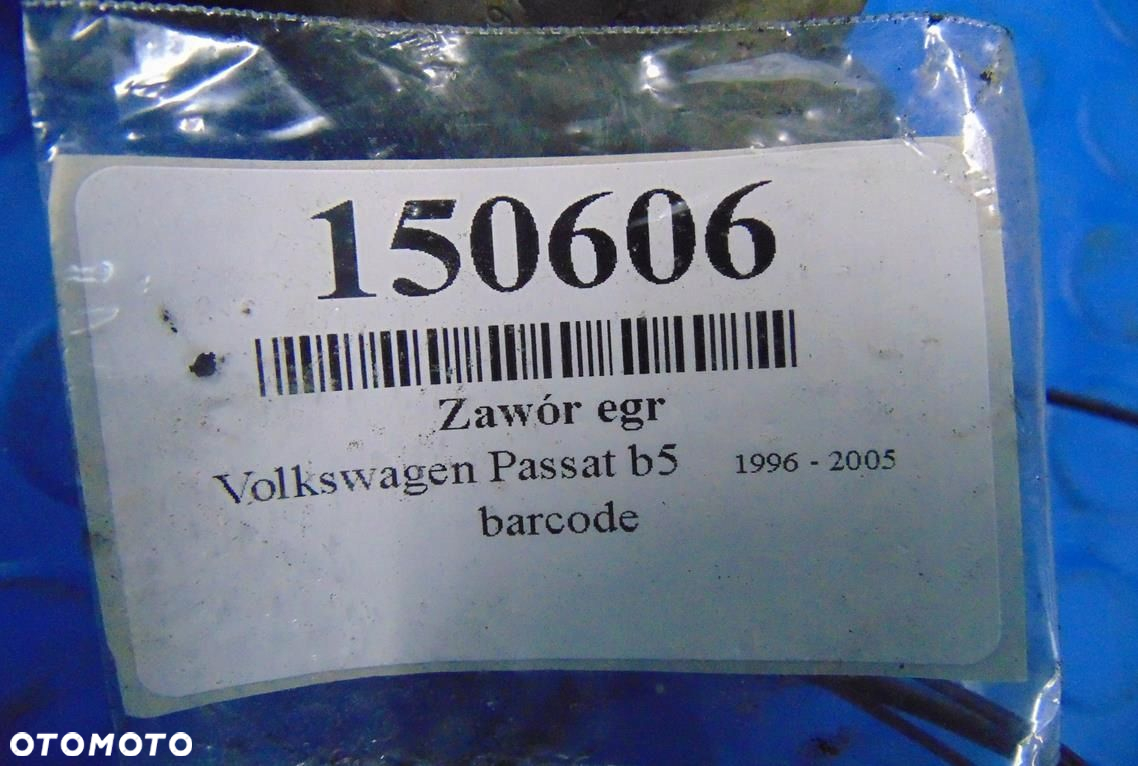 150606
Zawór egr
Volkswagen Passat b5 1996 - 2005
barcode
OTOMOTO